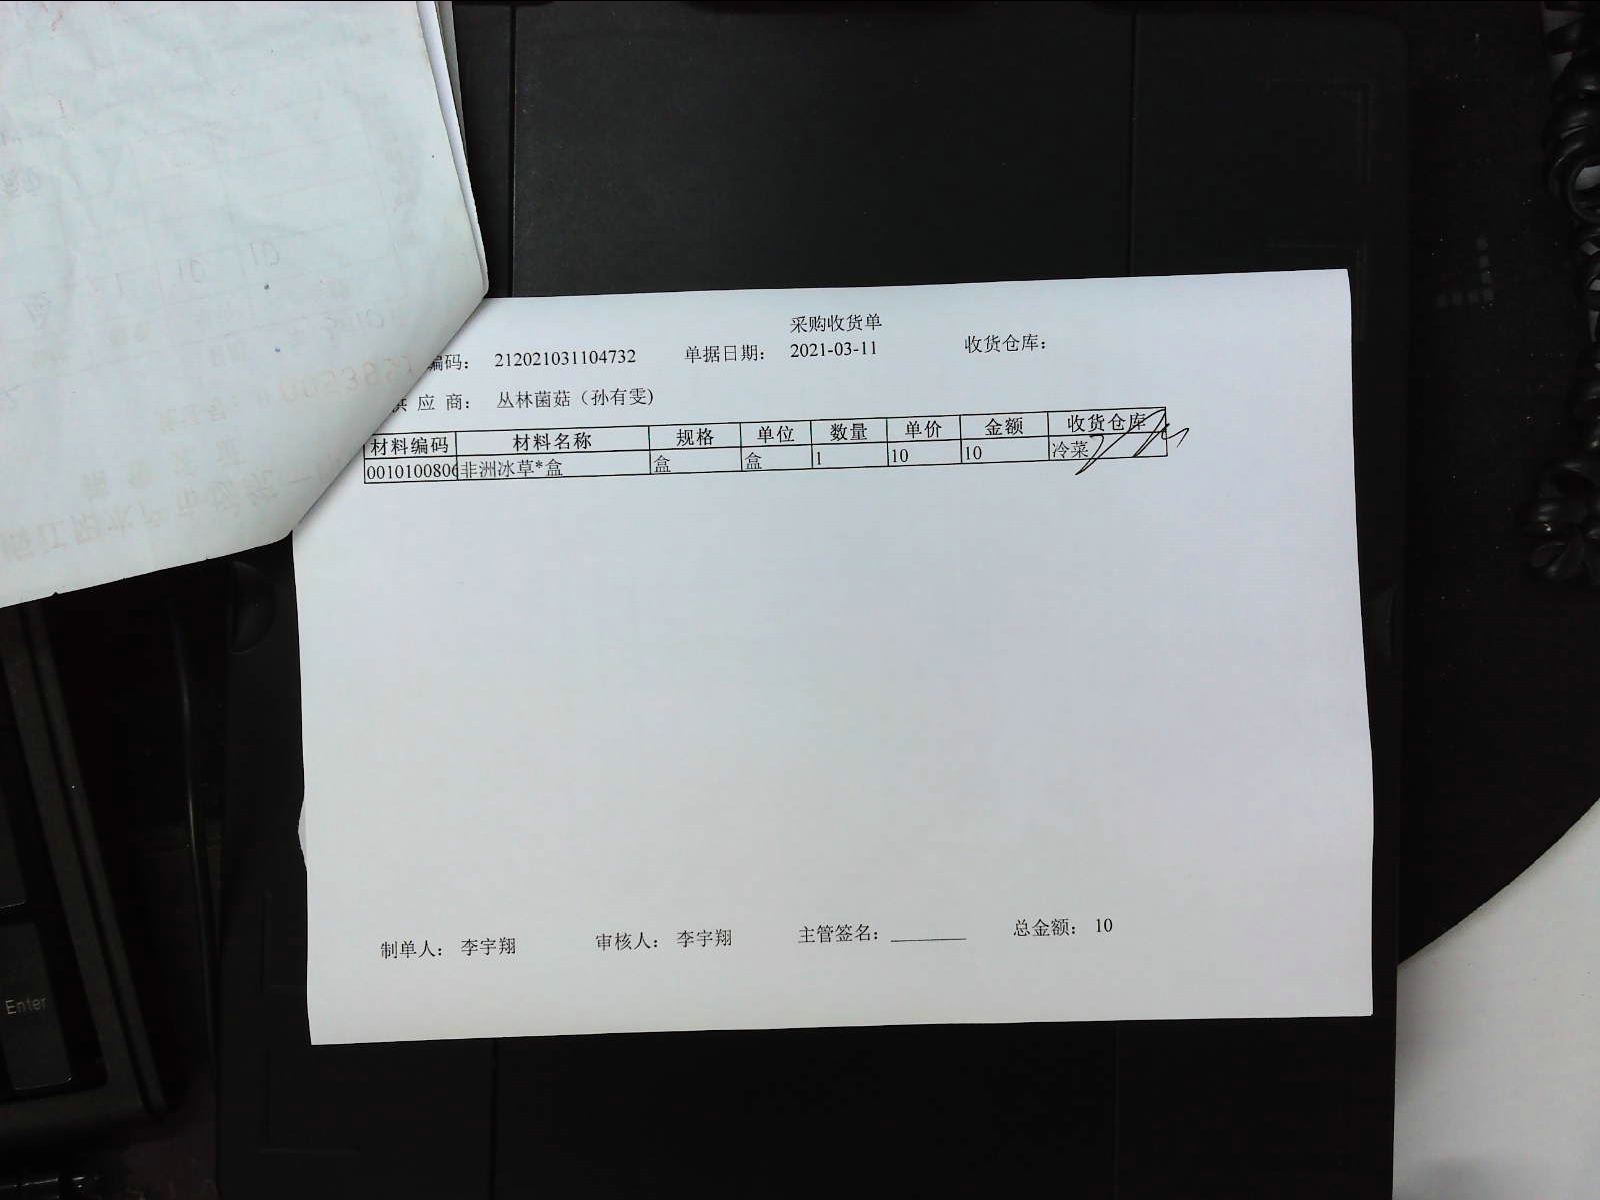 采购收货单
编码： 212021031104732 单据日期： 2021-03-11 收货仓库：
供 应 商： 丛林菌菇（孙有雯)
材料编码 材料名称 规格 单位 数量 单价 金额 收货仓库
0010100806 非洲冰草*盒 盒 盒 1 10 10 冷菜
制单人： 李宇翔 审核人： 李宇翔 主管签名：_______ 总金额： 10
Enter